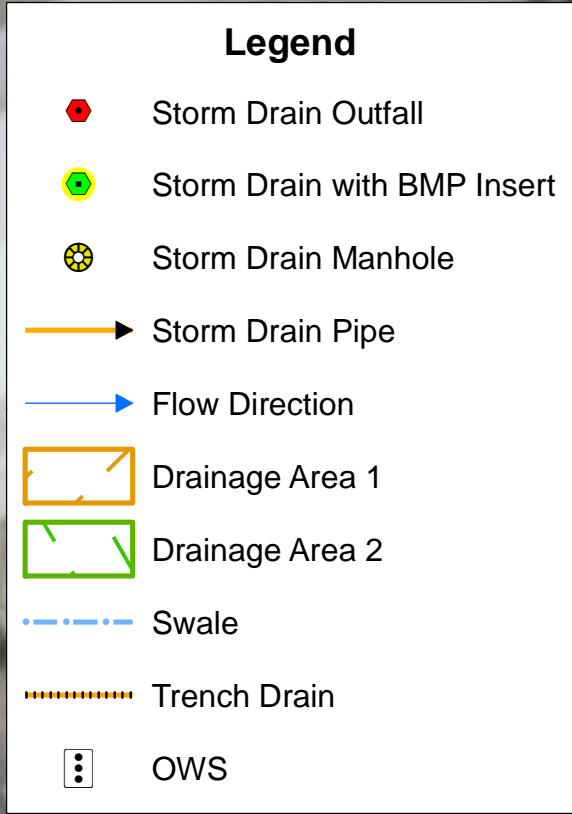 Legend
Storm Drain Outfall
Storm Drain with BMP Insert
Storm Drain Manhole
Storm Drain Pipe
Flow Direction
Drainage Area 1
Drainage Area 2
Swale
Trench Drain
OWS